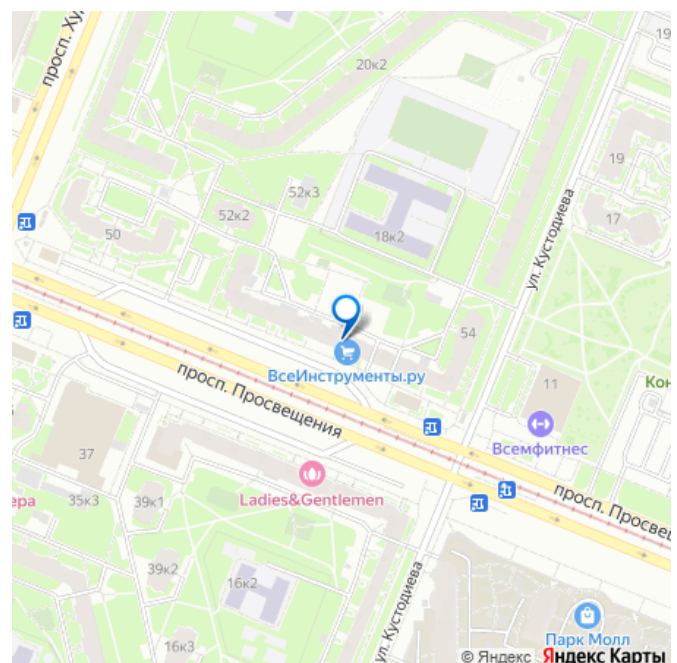 просп. Ху
20к2
19
19
52к3
52к2
17
50
18к2
ул. Кустодиева
54
ВсеИнструменты.ру
11
Кон
просп. Просвещения
Всемфитнес
37
Ladies&Gentlemen
ера
35к3
39к1
просп. Просвещ
39к2
16к2
ул. Кустодиева
Парк Молл
16к3
© Яндекс Яндекс Карты